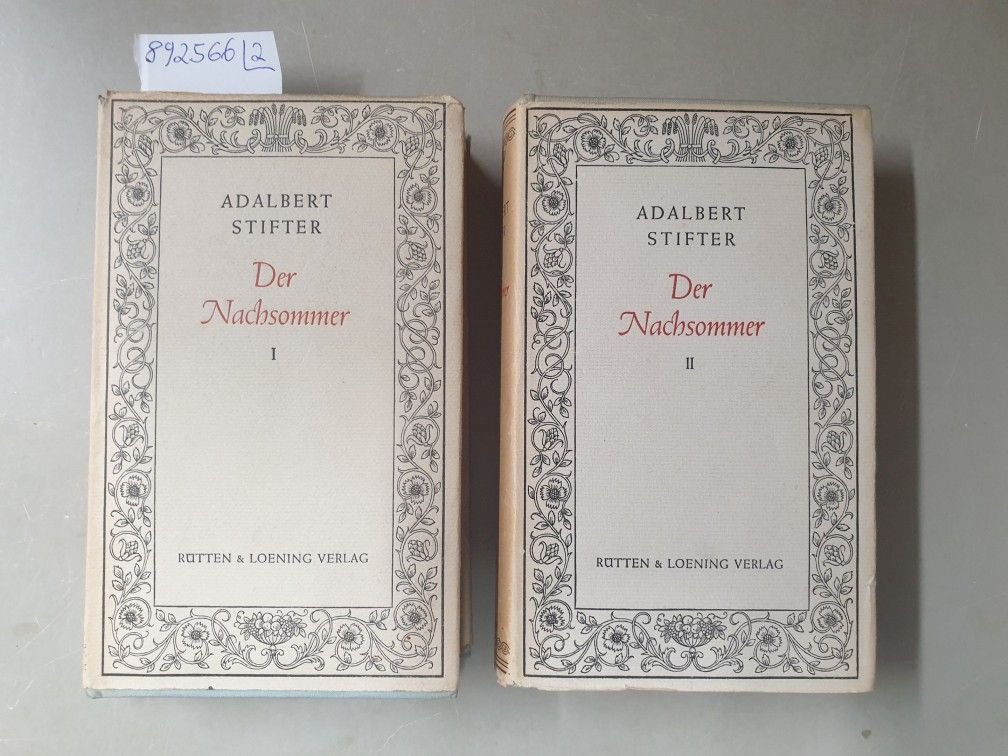 892566|2
ADALBERT
STIFTER
Der
Nachsommer
I
RÜTTEN & LOENING VERLAG
ADALBERT
STIFTER
Der
Nachsommer
II
RÜTTEN & LOENING VERLAG